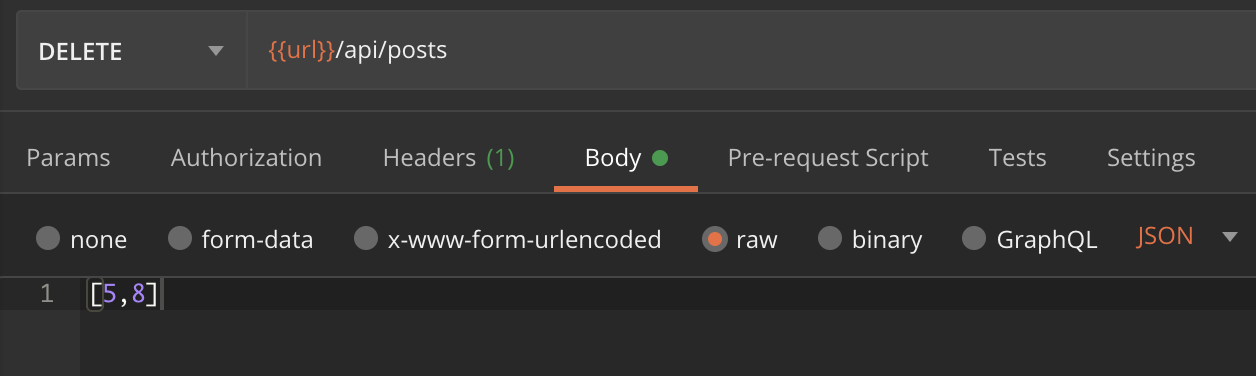 DELETE {{url}}/api/posts
Params Authorization Headers (1) Body Pre-request Script Tests Settings
none form-data x-www-form-urlencoded raw binary GraphQL JSON
1 [5,8]